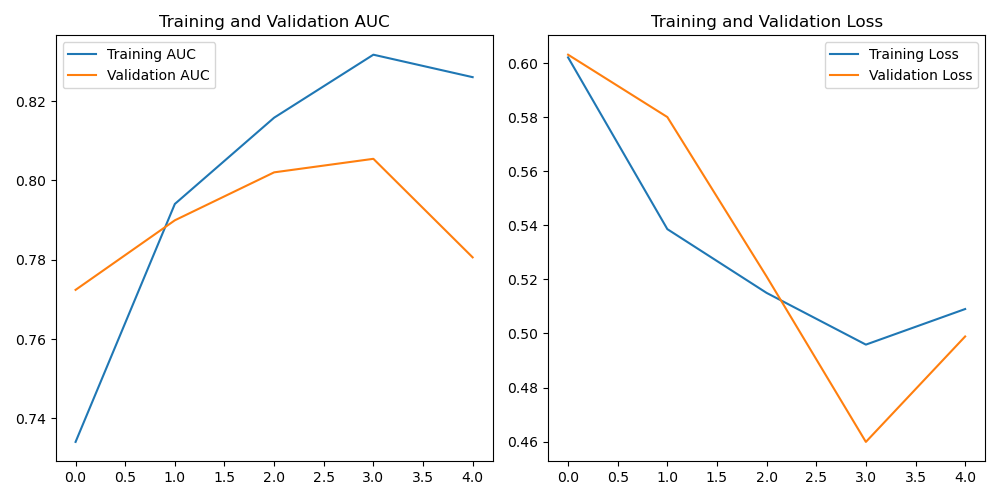 Training and Validation AUC
Training AUC
Validation AUC
0.82
0.80
0.78
0.76
0.74
0.0 0.5 1.0 1.5 2.0 2.5 3.0 3.5 4.0
Training and Validation Loss
Training Loss
Validation Loss
0.60
0.58
0.56
0.54
0.52
0.50
0.48
0.46
0.0 0.5 1.0 1.5 2.0 2.5 3.0 3.5 4.0